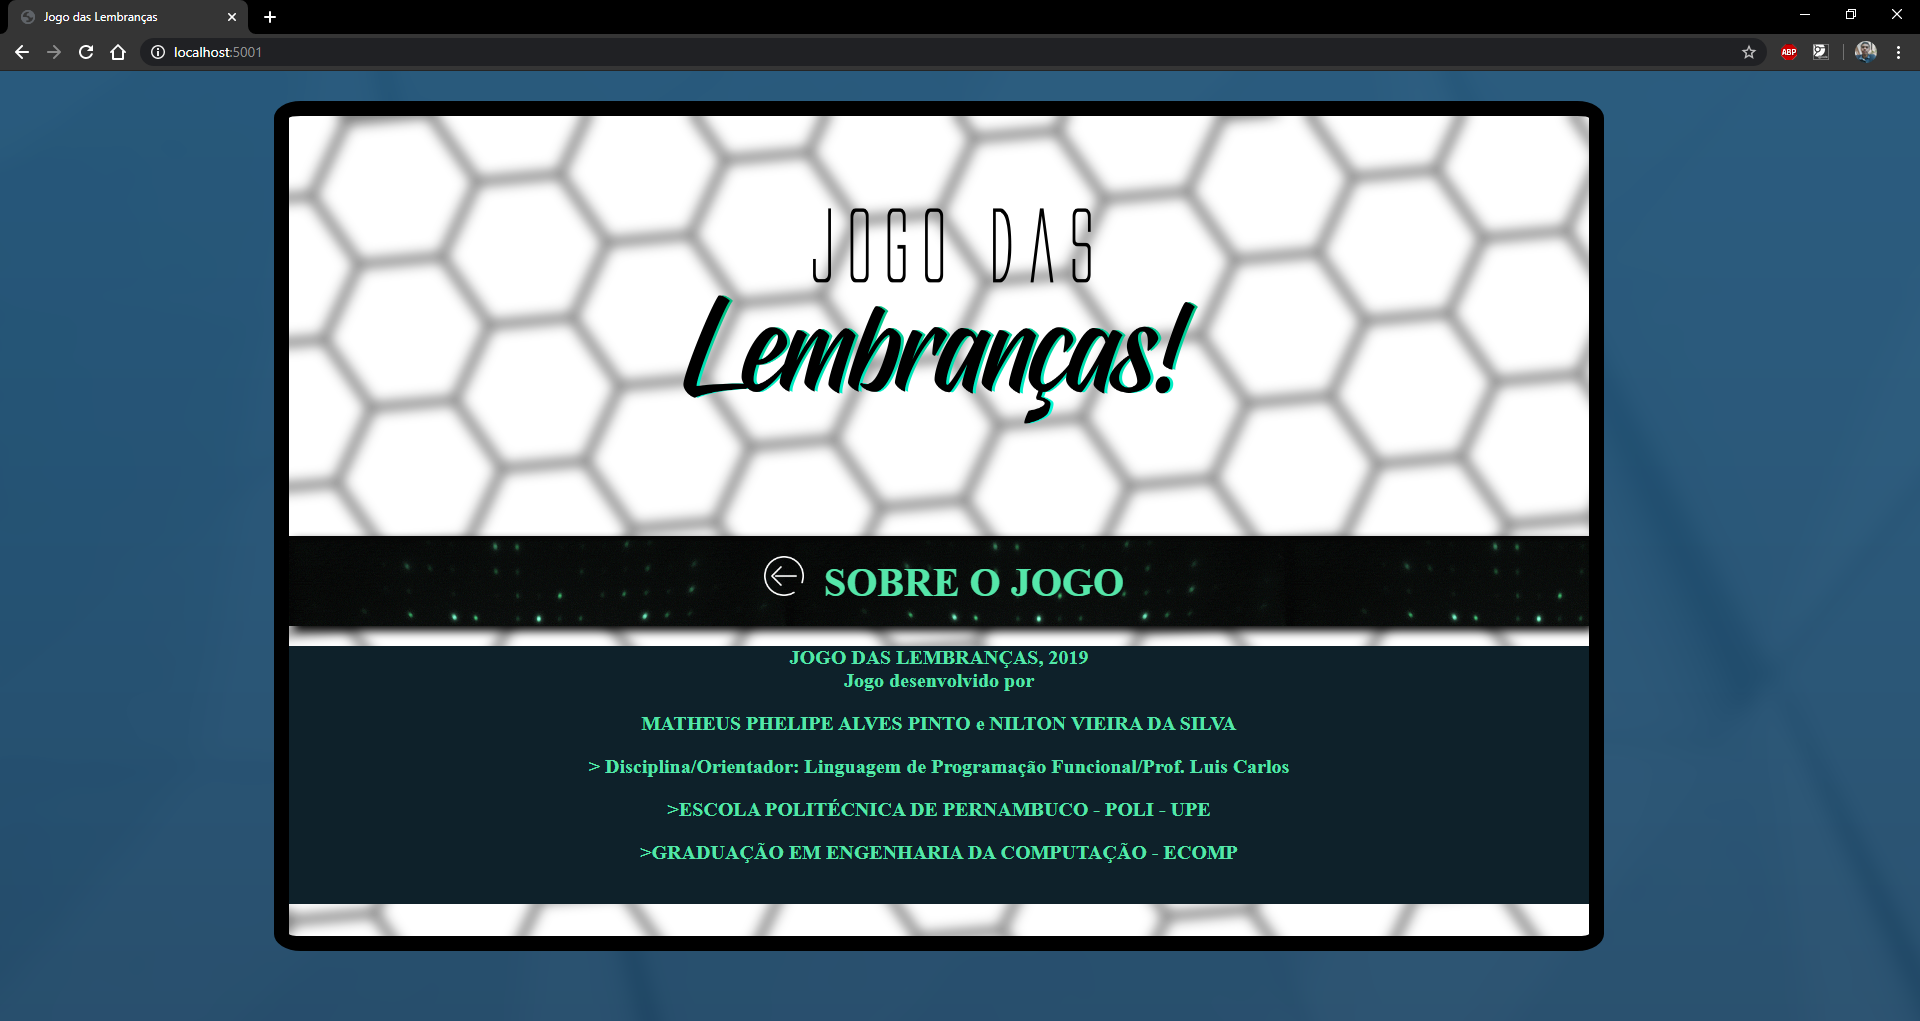 Jogo das Lembranças
localhost:5001
ABP
JOGO DAS
Lembranças!
SOBRE O JOGO
JOGO DAS LEMBRANÇAS, 2019
Jogo desenvolvido por
MATHEUS PHELIPE ALVES PINTO e NILTON VIEIRA DA SILVA
> Disciplina/Orientador: Linguagem de Programação Funcional/Prof. Luis Carlos
>ESCOLA POLITÉCNICA DE PERNAMBUCO - POLI - UPE
>GRADUAÇÃO EM ENGENHARIA DA COMPUTAÇÃO - ECOMP